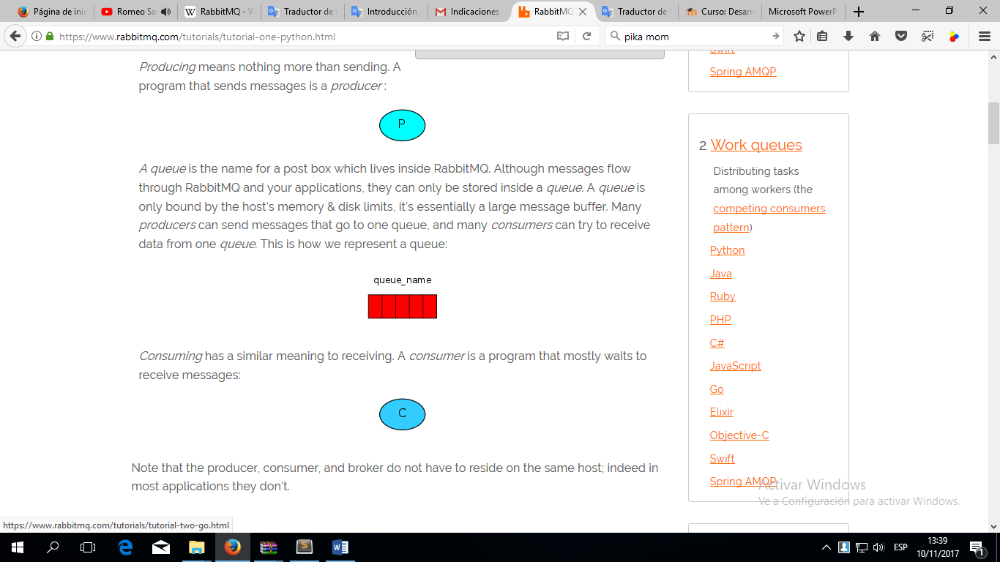 Página de inic
Romeo Sa
RabbitMQ - W
Traductor de G
Introducción
Indicaciones -
RabbitMQ
Traductor de G
Curso: Desarr
Microsoft PowerP
https://www.rabbitmq.com/tutorials/tutorial-one-python.html
pika mom
Producing means nothing more than sending. A
program that sends messages is a producer :
P
A queue is the name for a post box which lives inside RabbitMQ. Although messages flow
through RabbitMQ and your applications, they can only be stored inside a queue. A queue is
only bound by the host's memory & disk limits, it's essentially a large message buffer. Many
producers can send messages that go to one queue, and many consumers can try to receive
data from one queue. This is how we represent a queue:
queue_name
Consuming has a similar meaning to receiving. A consumer is a program that mostly waits to
receive messages:
C
Note that the producer, consumer, and broker do not have to reside on the same host; indeed in
most applications they don't.
Swift
Spring AMQP
2 Work queues
Distributing tasks
among workers (the
competing consumers
pattern)
Python
Java
Ruby
PHP
C#
JavaScript
Go
Elixir
Objective-C
Swift
Spring AMQP
Activar Windows
Ve a Configuración para activar Windows.
https://www.rabbitmq.com/tutorials/tutorial-two-go.html
ESP
13:39
10/11/2017
1